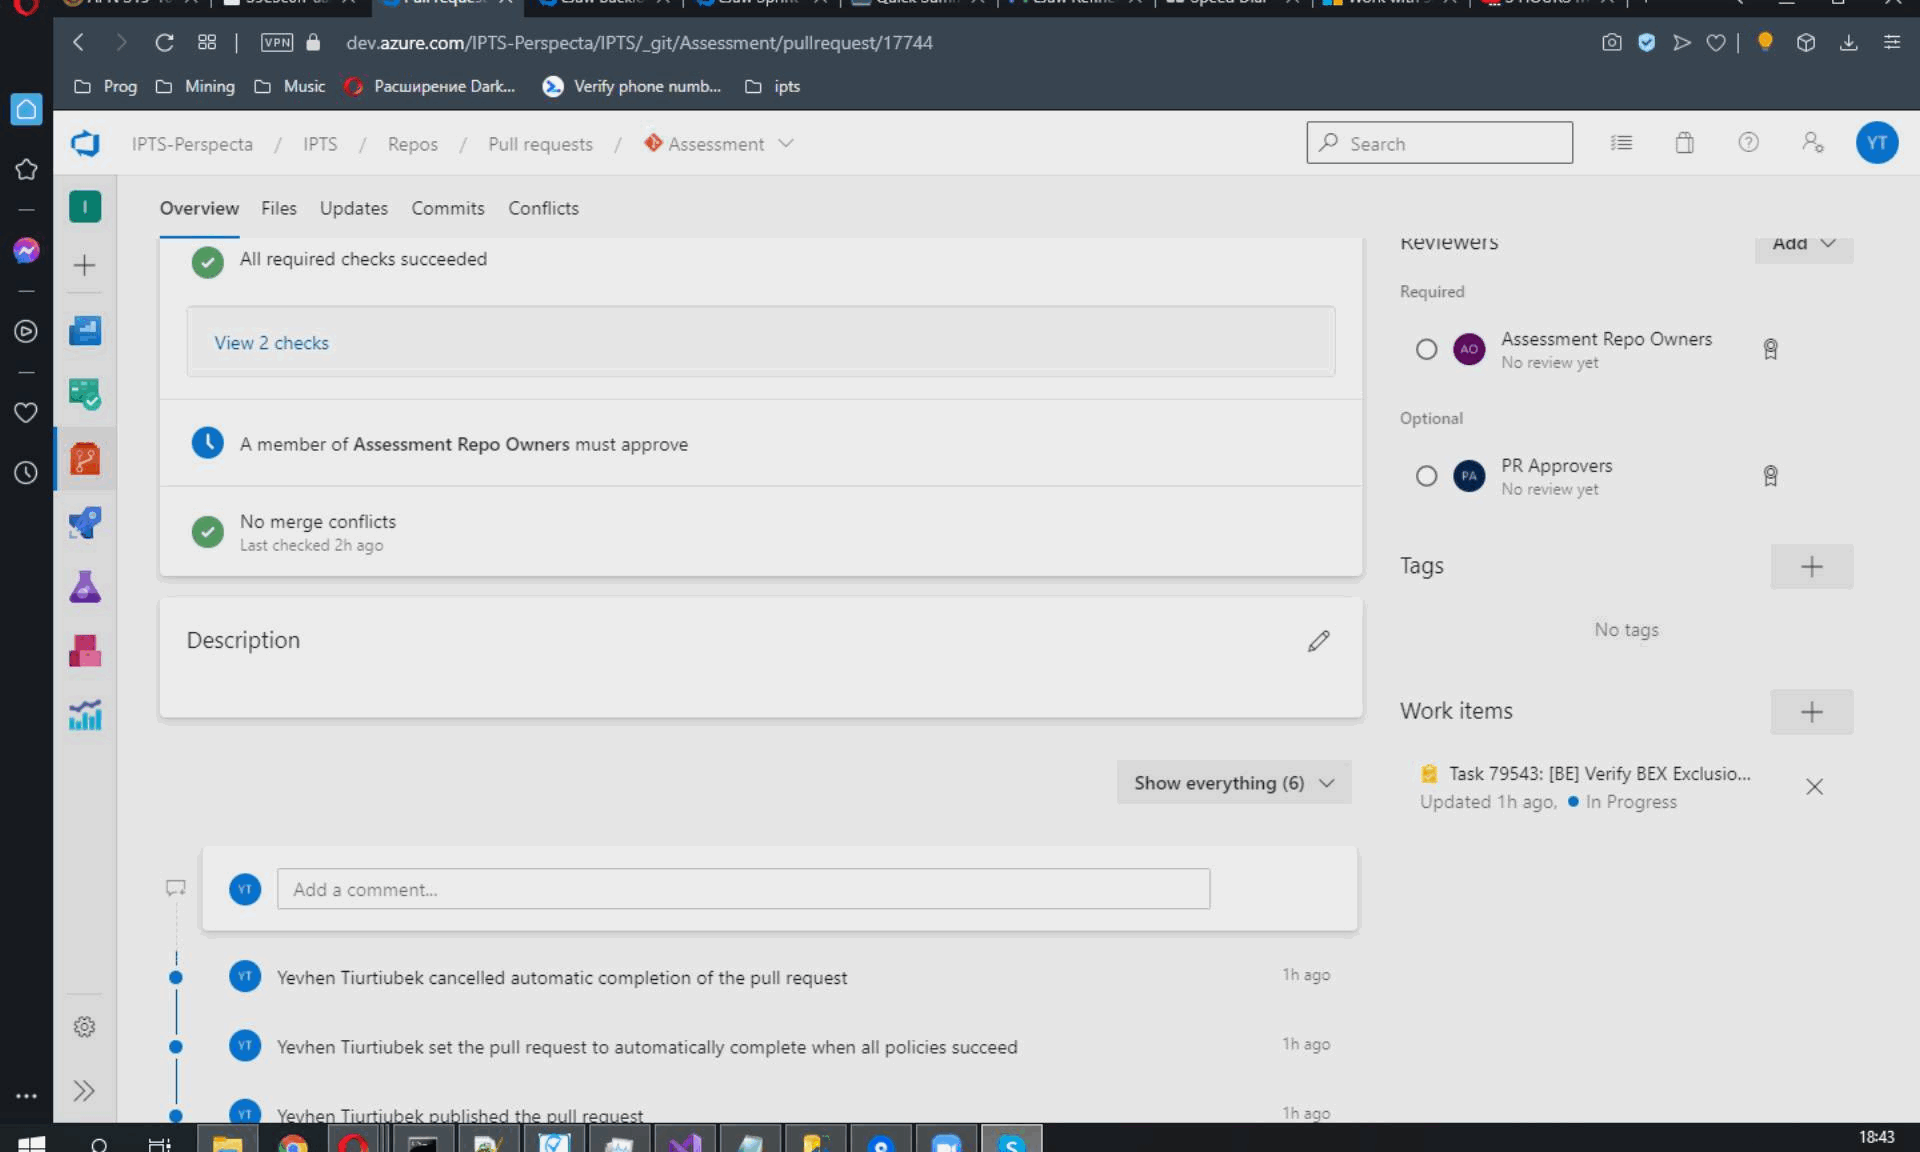 VPN
dev.azure.com/IPTS-Perspecta/IPTS/_git/Assessment/pullrequest/17744
Prog
Mining
Music
Расширение Dark...
Verify phone numb...
ipts
IPTS-Perspecta / IPTS / Repos / Pull requests / Assessment
Search
YT
I
Overview
Files
Updates
Commits
Conflicts
All required checks succeeded
View 2 checks
A member of Assessment Repo Owners must approve
No merge conflicts
Last checked 2h ago
Description
Show everything (6)
YT
Add a comment...
YT
Yevhen Tiurtiubek cancelled automatic completion of the pull request
1h ago
YT
Yevhen Tiurtiubek set the pull request to automatically complete when all policies succeed
1h ago
YT
Yevhen Tiurtiubek published the pull request
1h ago
Reviewers
Add
Required
AO
Assessment Repo Owners
No review yet
Optional
PA
PR Approvers
No review yet
Tags
No tags
Work items
Task 79543: [BE] Verify BEX Exclusio...
Updated 1h ago,
In Progress
18:43